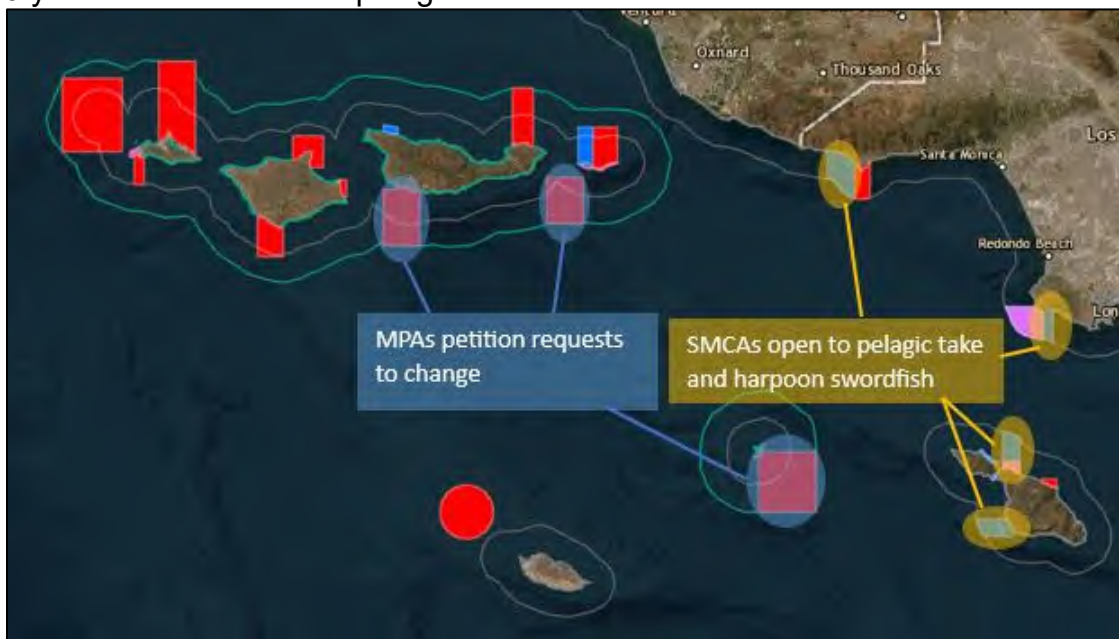 Oxnard
Thousand Oaks
Santa Monica
Los
Redondo Beach
Lon
MPAs petition requests
to change
SMCAs open to pelagic take
and harpoon swordfish